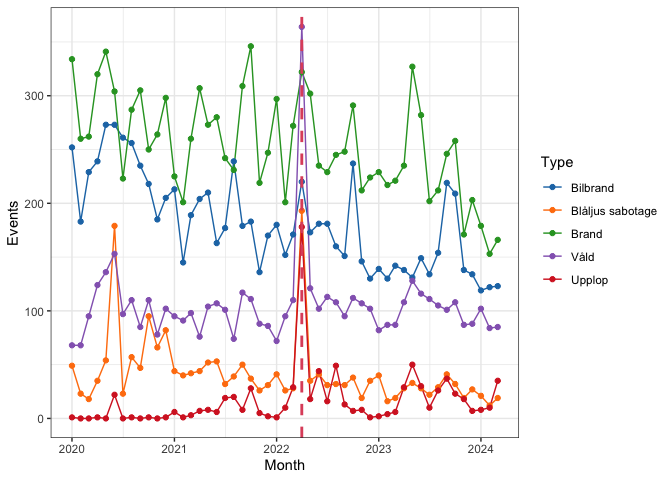 300
200
100
0
Events
2020
2021
2022
2023
2024
Month
Type
Bilbrand
Blåljus sabotage
Brand
Våld
Upplop